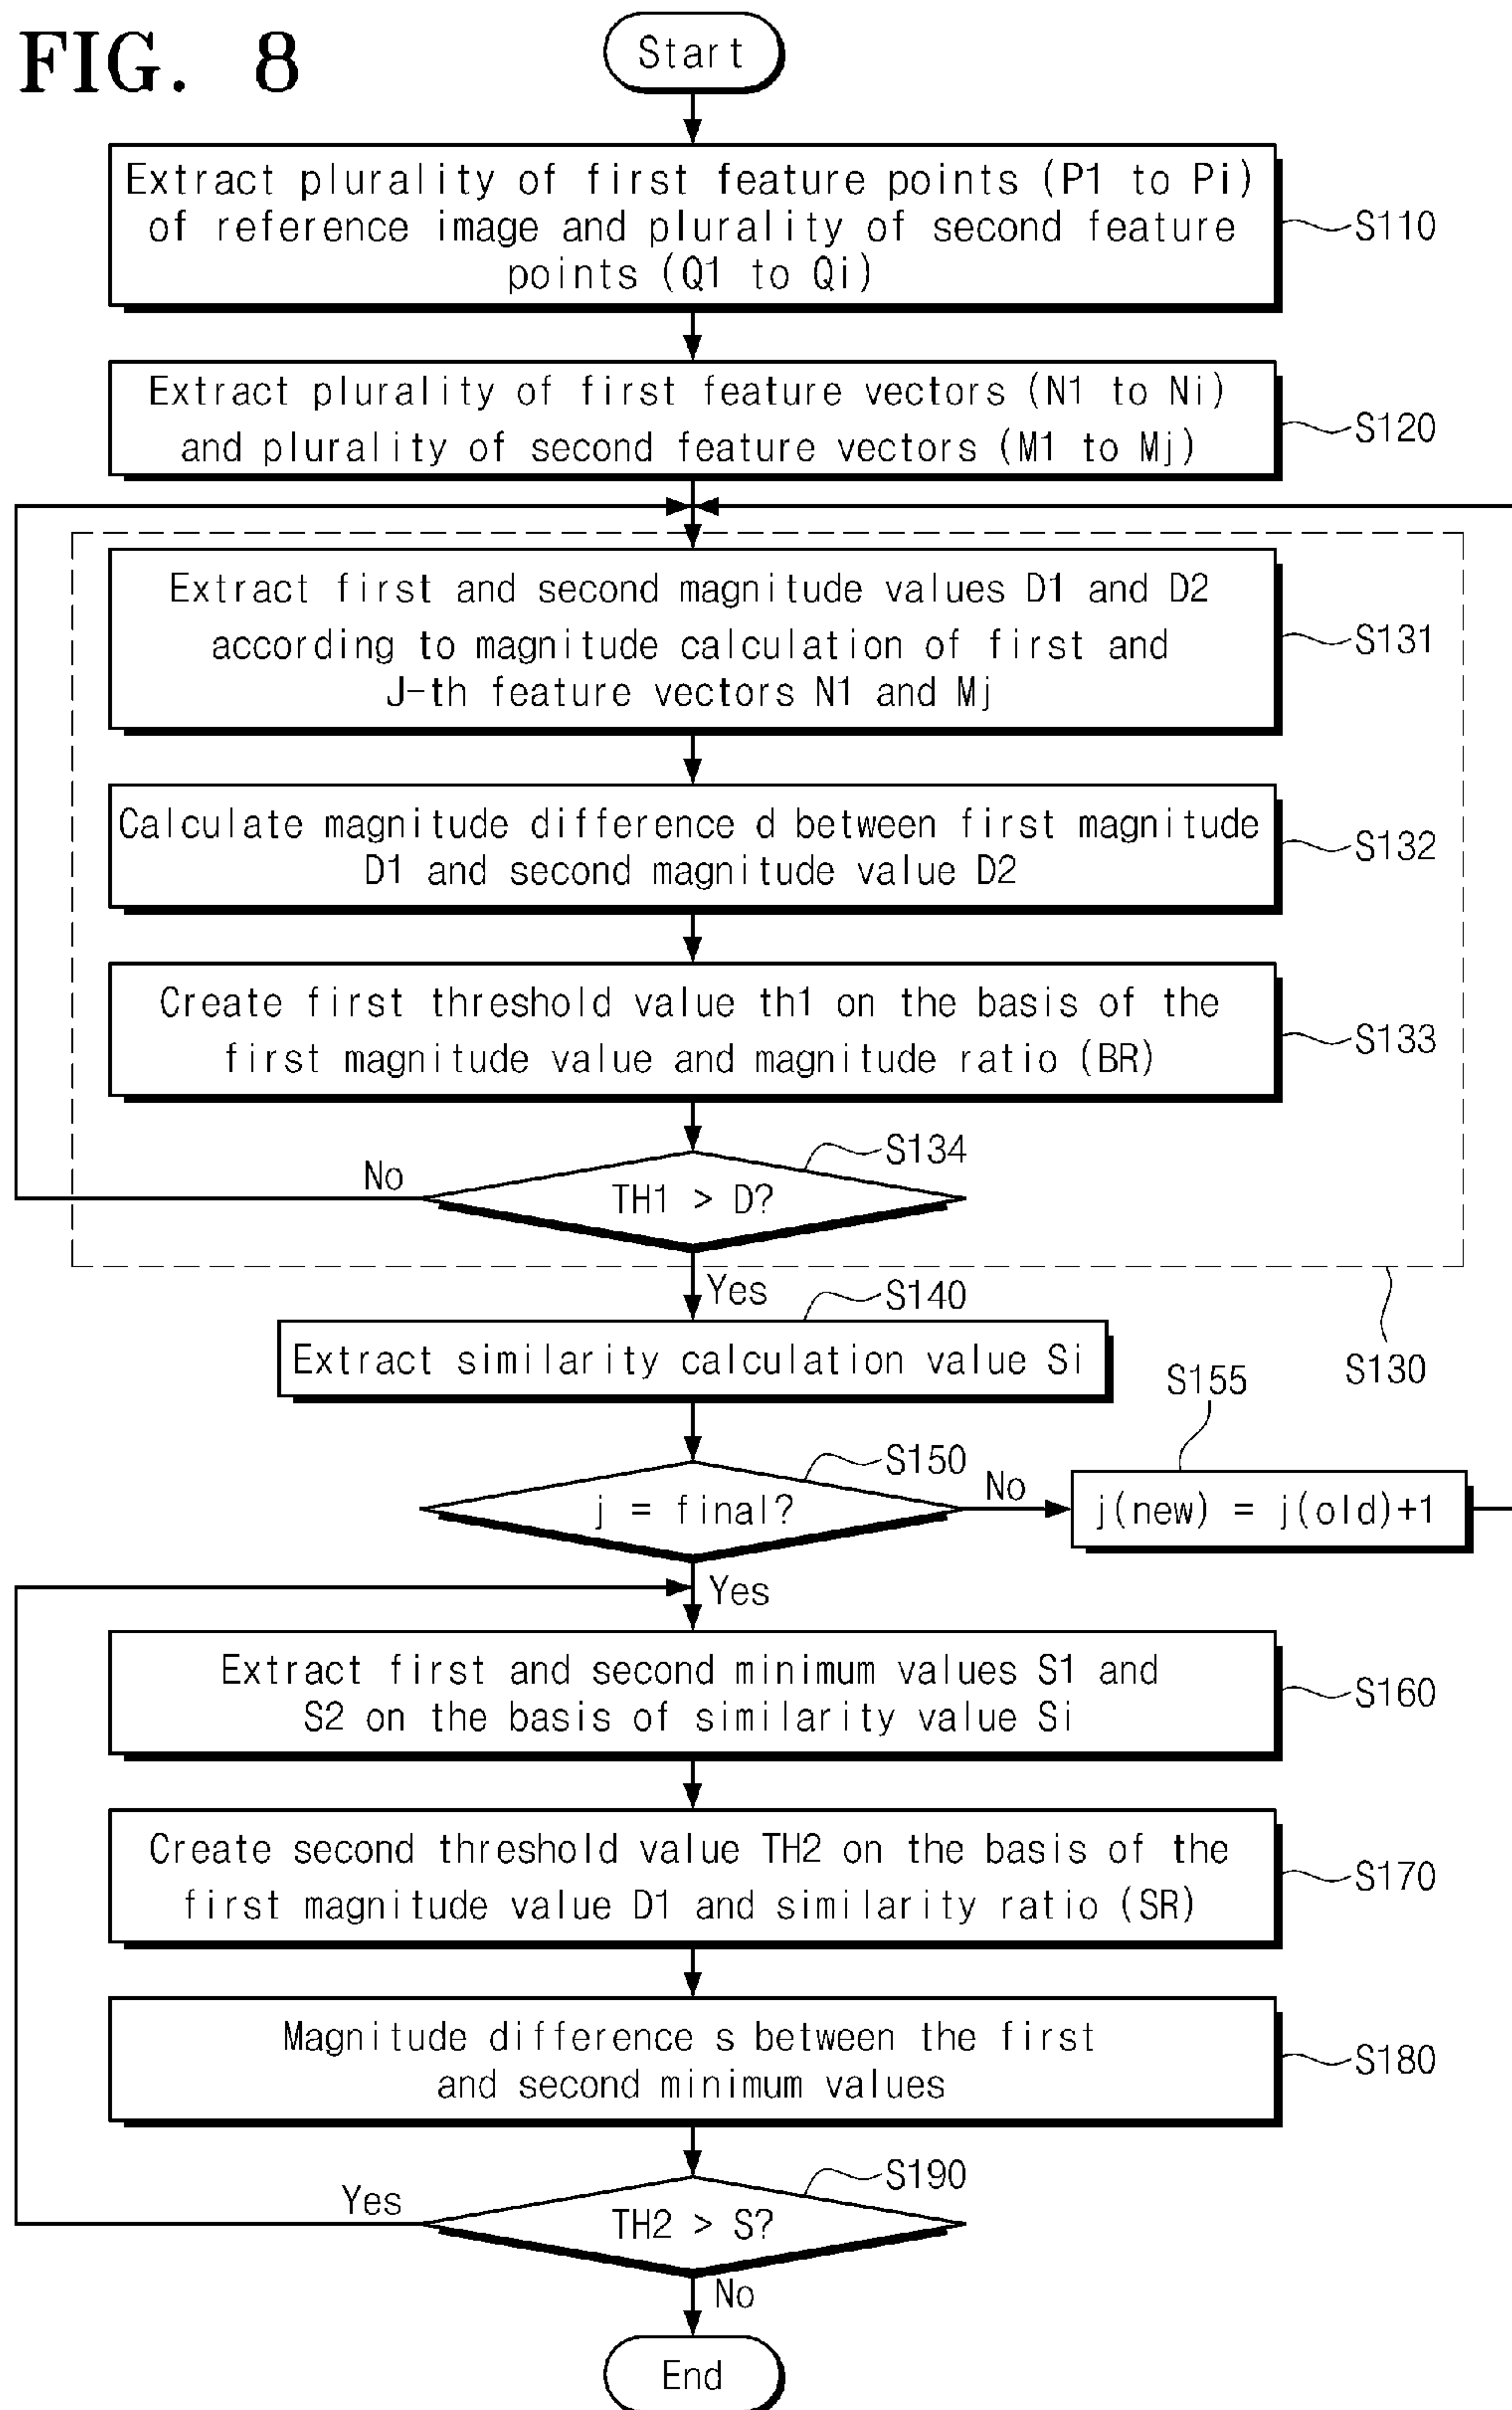 FIG. 8
Start
Extract plurality of first feature points (P1 to Pi)
of reference image and plurality of second feature
points (Q1 to Qi)
S110
Extract plurality of first feature vectors (N1 to Ni)
and plurality of second feature vectors (M1 to Mj)
S120
Extract first and second magnitude values D1 and D2
according to magnitude calculation of first and
J-th feature vectors N1 and Mj
S131
Calculate magnitude difference d between first magnitude
D1 and second magnitude value D2
S132
Create first threshold value th1 on the basis of the
first magnitude value and magnitude ratio (BR)
S133
S134
No
TH1 > D?
Yes
S140
Extract similarity calculation value Si
S130
S155
S150
j = final?
No
j(new) = j(old)+1
Yes
Extract first and second minimum values S1 and
S2 on the basis of similarity value Si
S160
Create second threshold value TH2 on the basis of the
first magnitude value D1 and similarity ratio (SR)
S170
Magnitude difference s between the first
and second minimum values
S180
S190
Yes
TH2 > S?
No
End